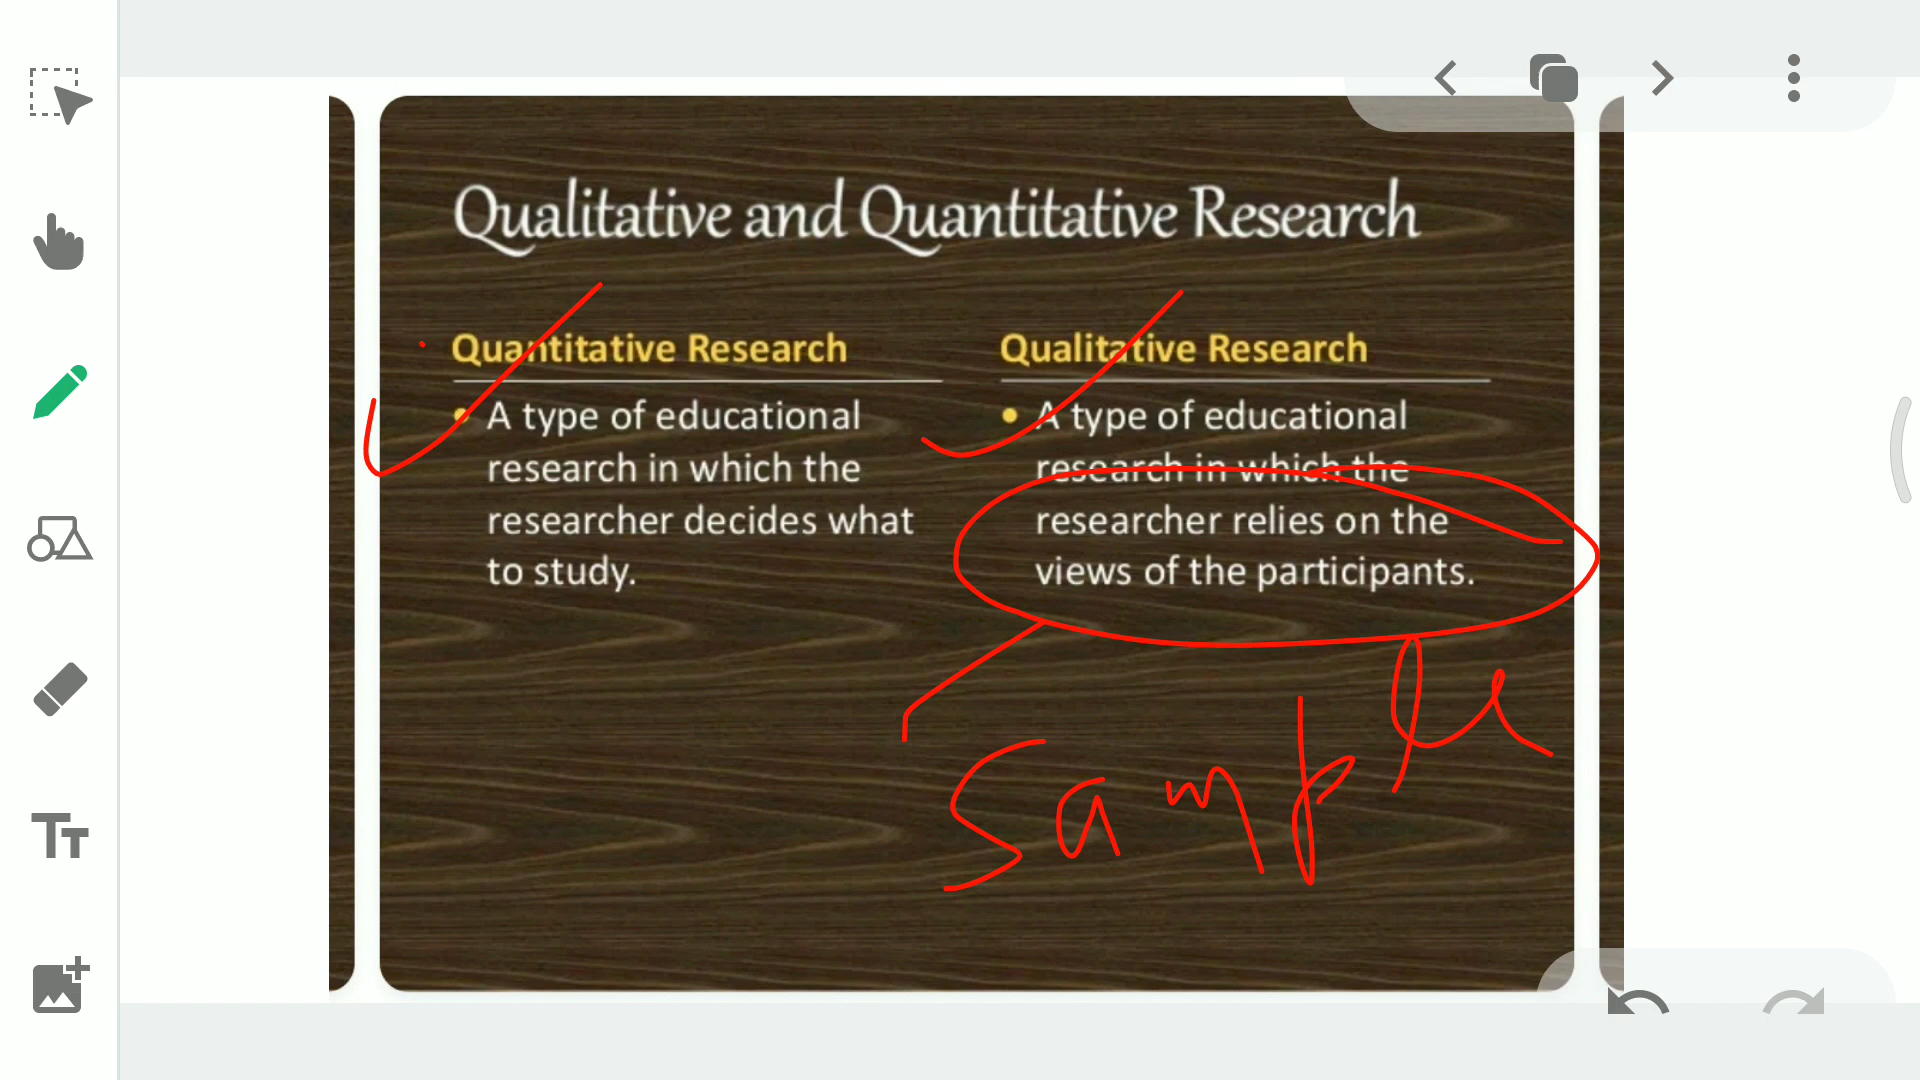 Qualitative and Quantitative Research
Quantitative Research
• A type of educational
research in which the
researcher decides what
to study.
Qualitative Research
• A type of educational
research in which the
researcher relies on the
views of the participants.
Sample
TT